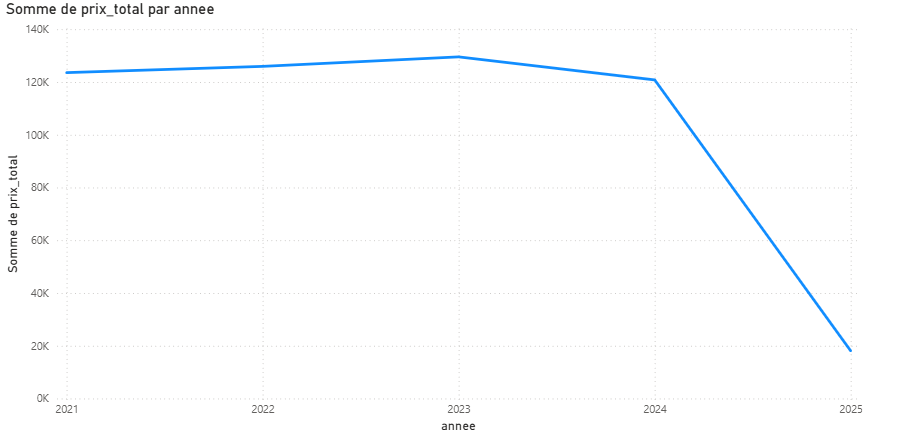 Somme de prix_total par annee
140K
120K
100K
80K
60K
40K
20K
0K
Somme de prix_total
2021 2022 2023 2024 2025
annee